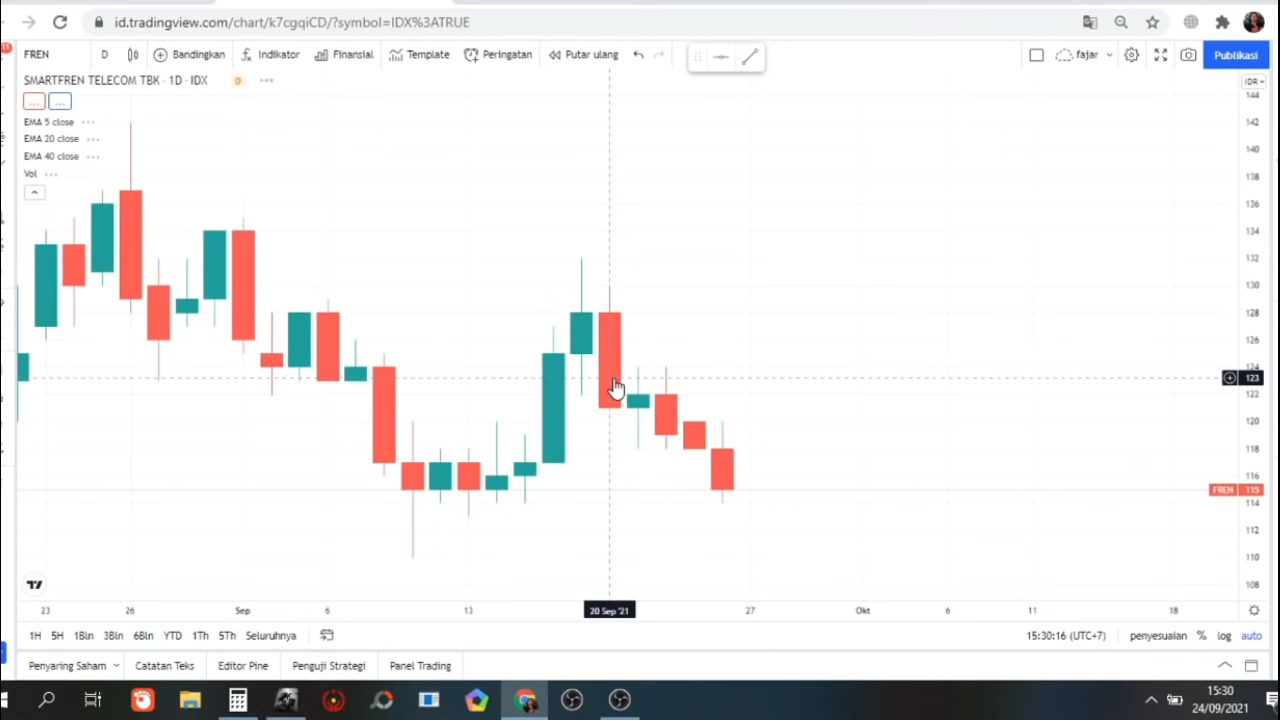 id.tradingview.com/chart/k7cgqiCD/?symbol=IDX%3ATRUE
11
FREN D Bandingkan Indikator Finansial Template Peringatan Putar ulang fajar Publikasi
SMARTFREN TELECOM TBK · 1D · IDX D
IDR
... ...
EMA 5 close
EMA 20 close
EMA 40 close
Vol
144
142
140
138
136
134
132
130
128
126
124
123
122
120
118
116
FREN 115
114
112
110
108
23 26 Sep 6 13 20 Sep '21 27 Okt 6 11 18
1H 5H 1Bln 3Bln 6Bln YTD 1Th 5Th Seluruhnya 15:30:16 (UTC+7) penyesuaian % log auto
Penyaring Saham Catatan Teks Editor Pine Penguji Strategi Panel Trading
15:30
24/09/2021